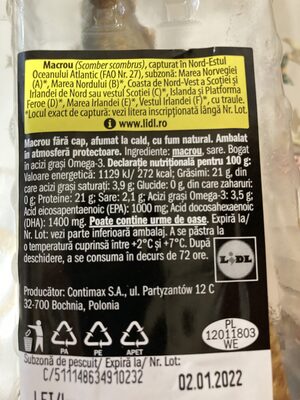 Macrou (Scomber scombrus), capturat în Nord-Estul
Oceanului Atlantic (FAO Nr. 27), subzonă: Marea Norvegiei
(A)*, Marea Nordului (B)*, Coasta de Nord-Vest a Scoției și
Irlandei de Nord sau vestul Scoției (C)*, Islanda și Platforma
Feroe (D)*, Marea Irlandei (E)*, Vestul Irlandei (F)*, cu traule.
*Locul exact de captură: vezi litera inscripționată lângă Nr. Lot.
i www.lidl.ro
Macrou fără cap, afumat la cald, cu fum natural. Ambalat
în atmosferă protectoare. Ingrediente: macrou, sare. Bogat
în acizi grași Omega-3. Declarație nutrițională pentru 100 g:
Valoare energetică: 1129 kJ/ 272 kcal; Grăsimi: 21 g, din
care acizi grași saturați: 3,9 g; Glucide: 0 g, din care zaharuri:
0 g; Proteine: 21 g; Sare: 2,1 g; Acizi grași Omega-3: 3,5 g;
Acid eicosapentaenoic (EPA): 1000 mg; Acid docosahexaenoic
(DHA): 1400 mg. Poate conține urme de oase. Expiră la/
Nr. Lot: vezi partea inferioară ambalaj. A se păstra la
o temperatură cuprinsă între +2°C și +7°C. După
deschidere, a se consuma în decurs de 72 ore.
LIDL
Producător: Contimax S.A., ul. Partyzantów 12 C
32-700 Bochnia, Polonia
PL
12011803
WE
PA
PE
APET
Subzonă de pescuit/ Expiră la/ Nr. Lot:
C/511148634910232
02.01.2022